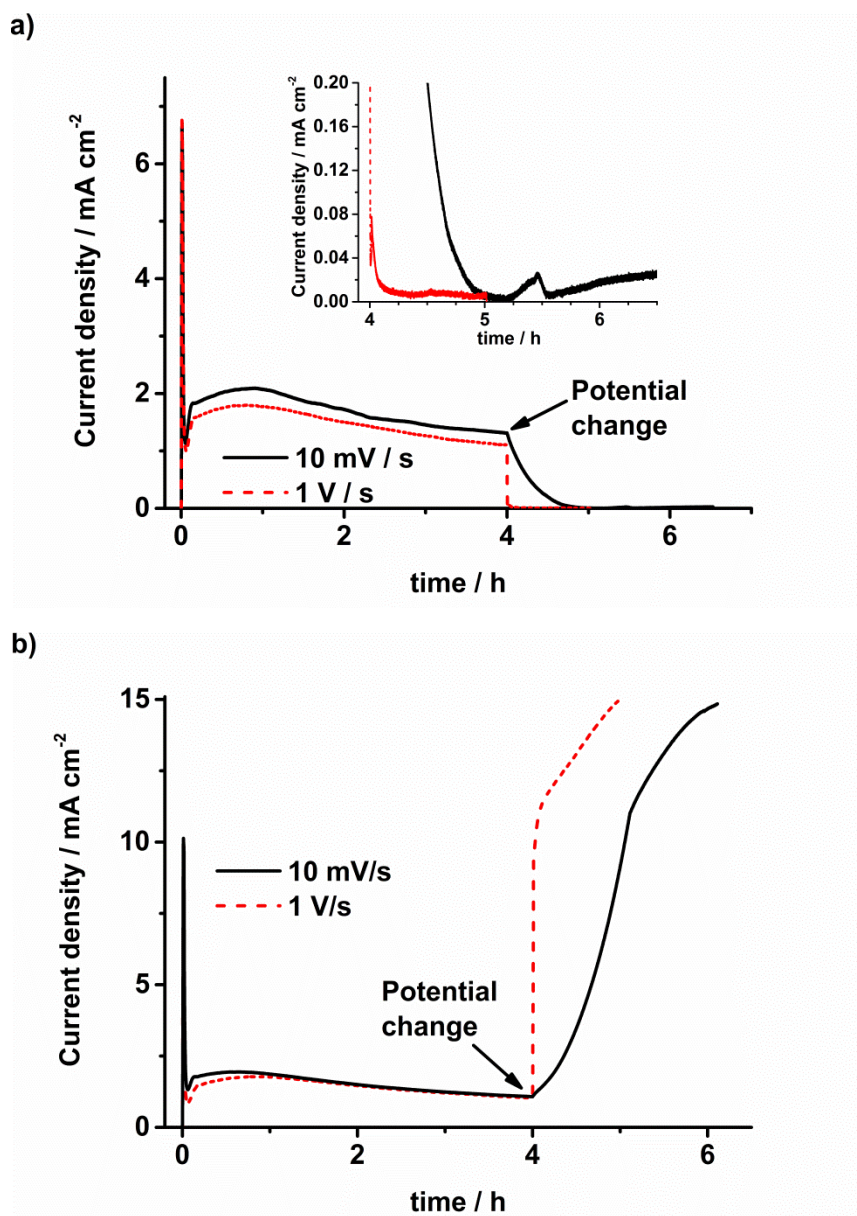 a)
Current density / mA cm-2
6
4
2
0
0
2
4
6
time / h
10 mV / s
1 V / s
Potential
change
Current density / mA cm-2
0.20
0.16
0.12
0.08
0.04
0.00
4
5
6
time / h
b)
Current density / mA cm-2
15
10
5
0
0
2
4
6
time / h
10 mV/s
1 V/s
Potential
change